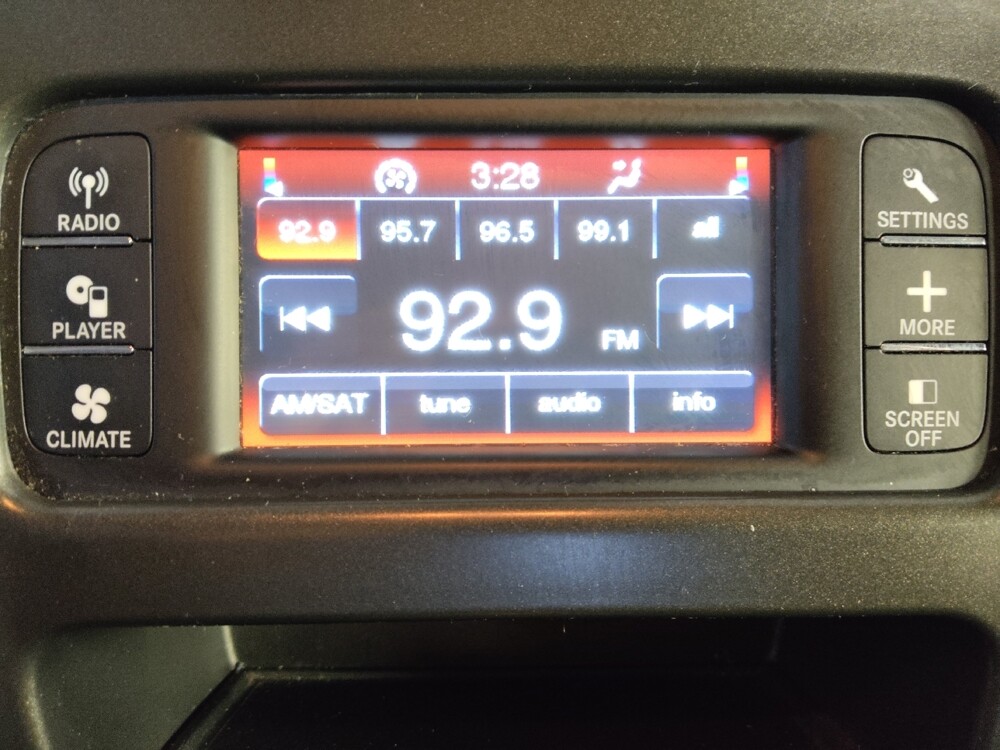 3:28
92.9 95.7 96.5 99.1 all
92.9 FM
AM/SAT tune audio info
RADIO
PLAYER
CLIMATE
SETTINGS
MORE
SCREEN
OFF